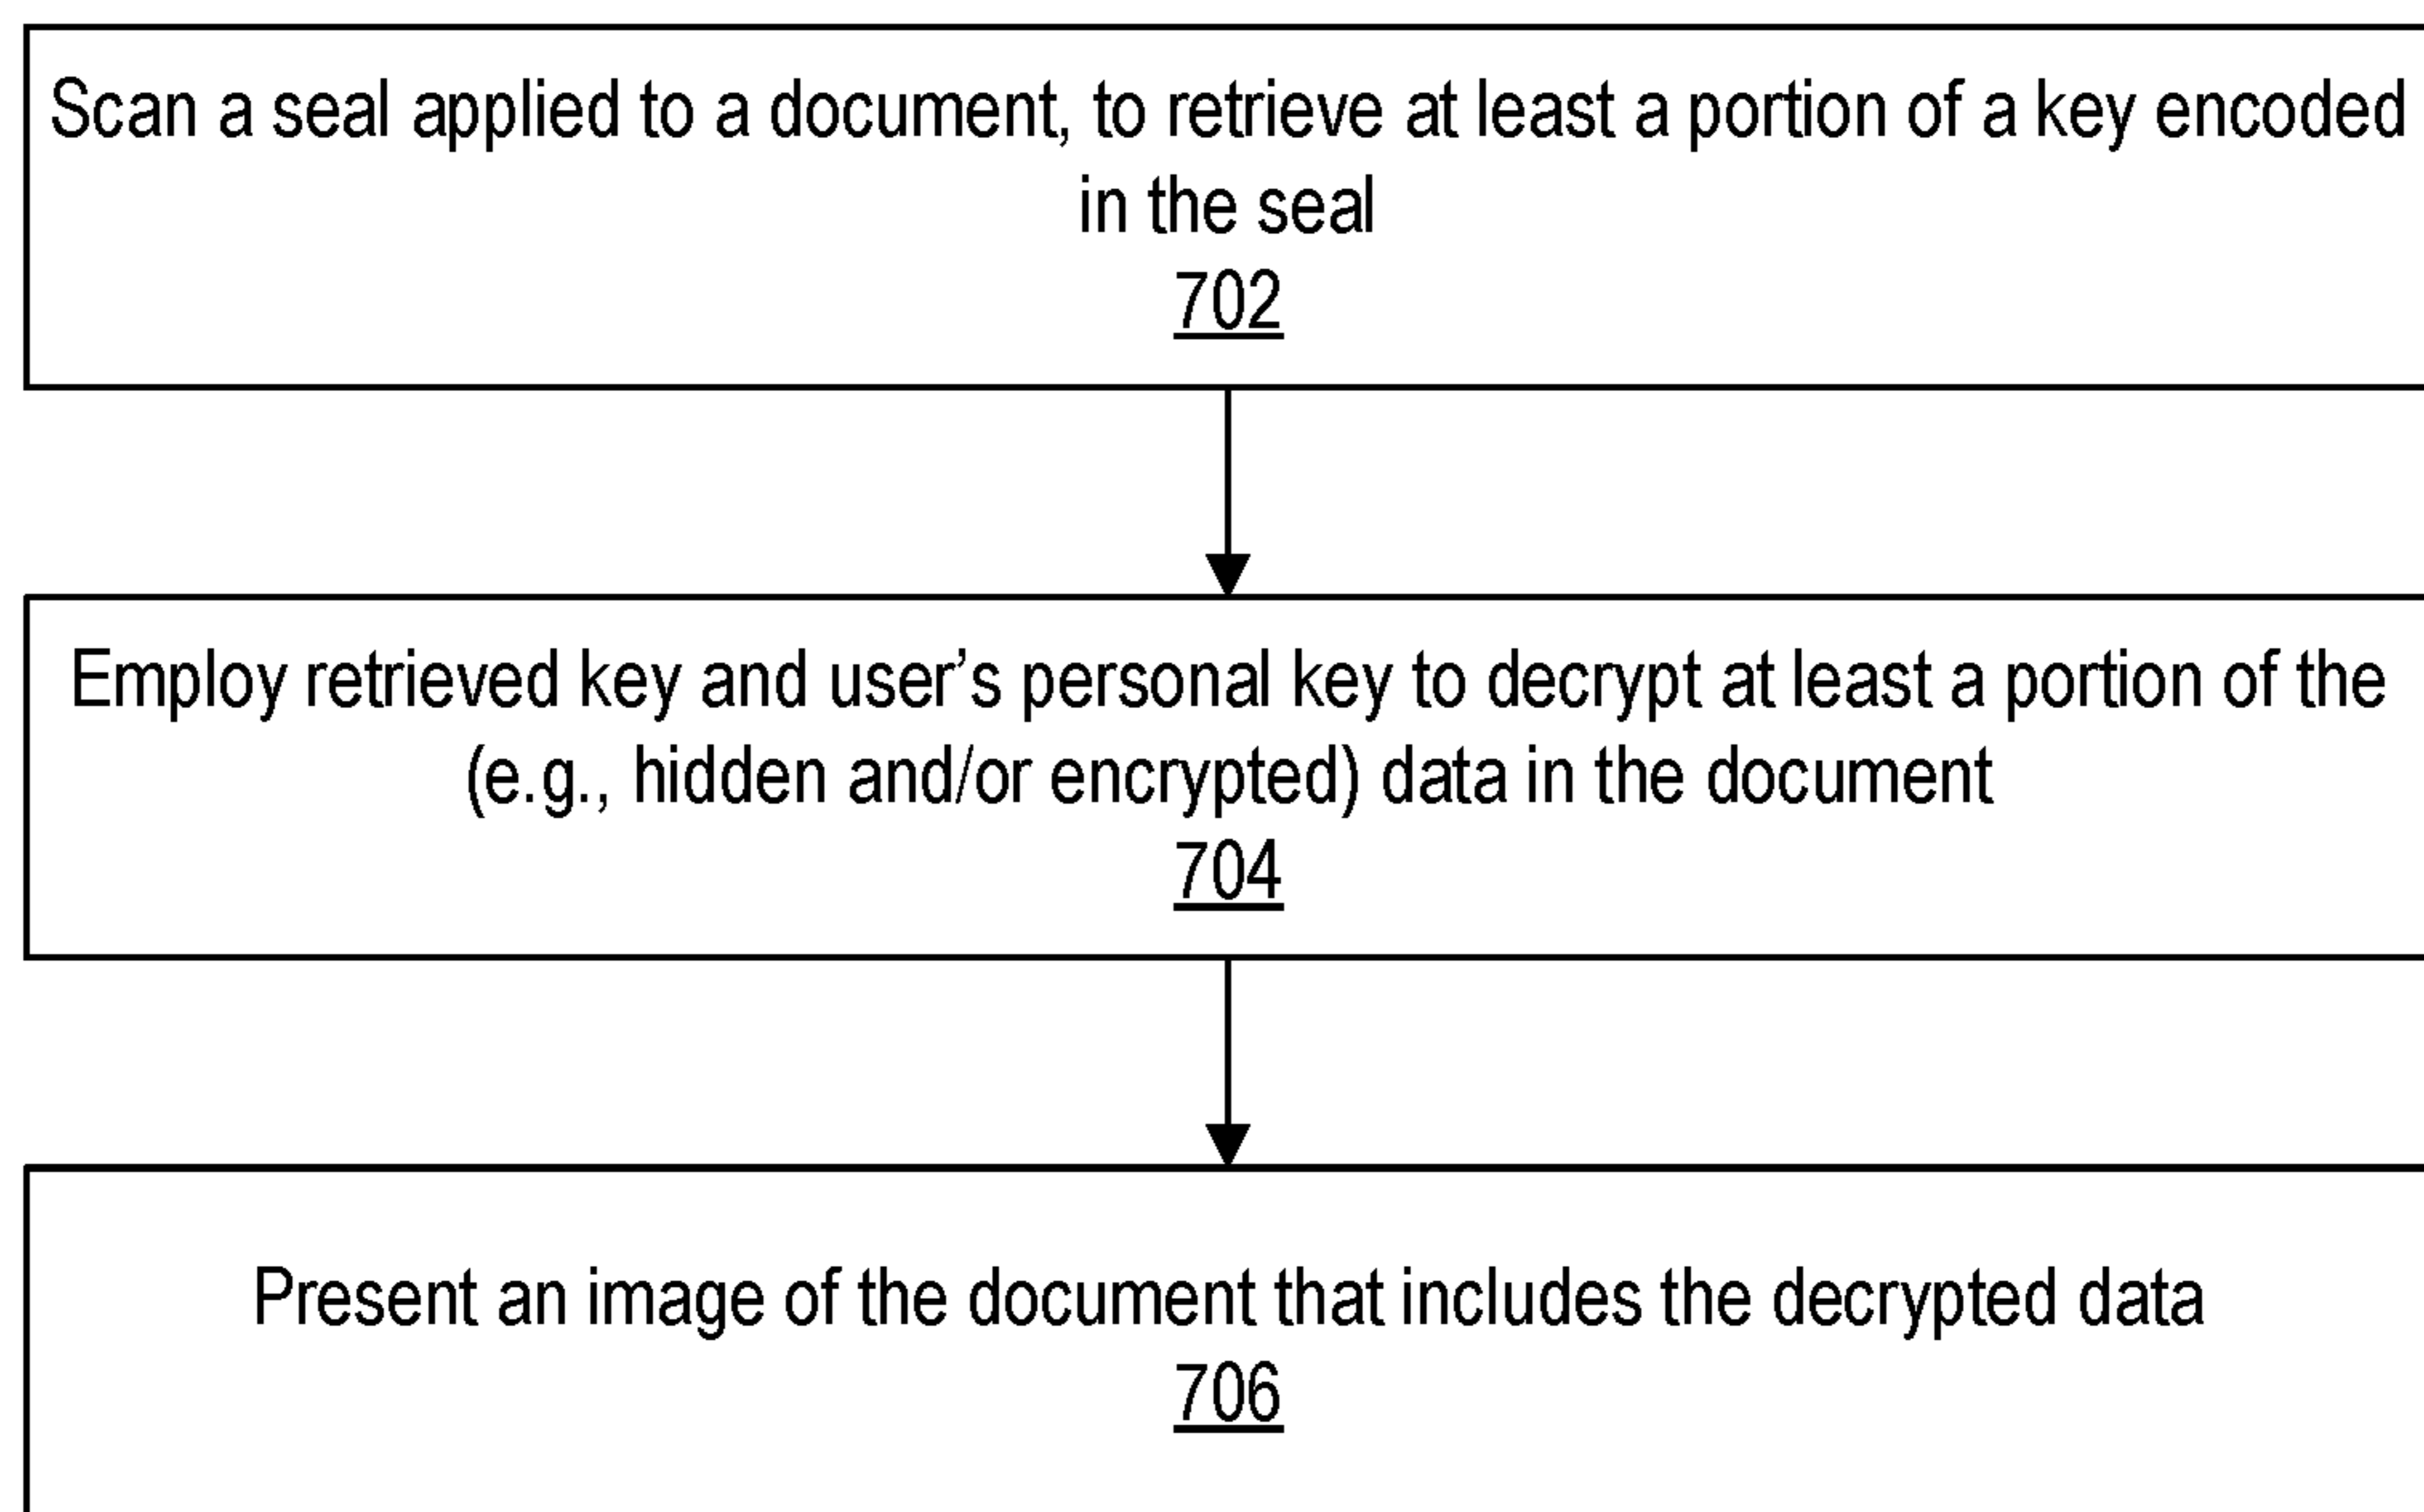 Scan a seal applied to a document, to retrieve at least a portion of a key encoded
in the seal
702
Employ retrieved key and user’s personal key to decrypt at least a portion of the
(e.g., hidden and/or encrypted) data in the document
704
Present an image of the document that includes the decrypted data
706